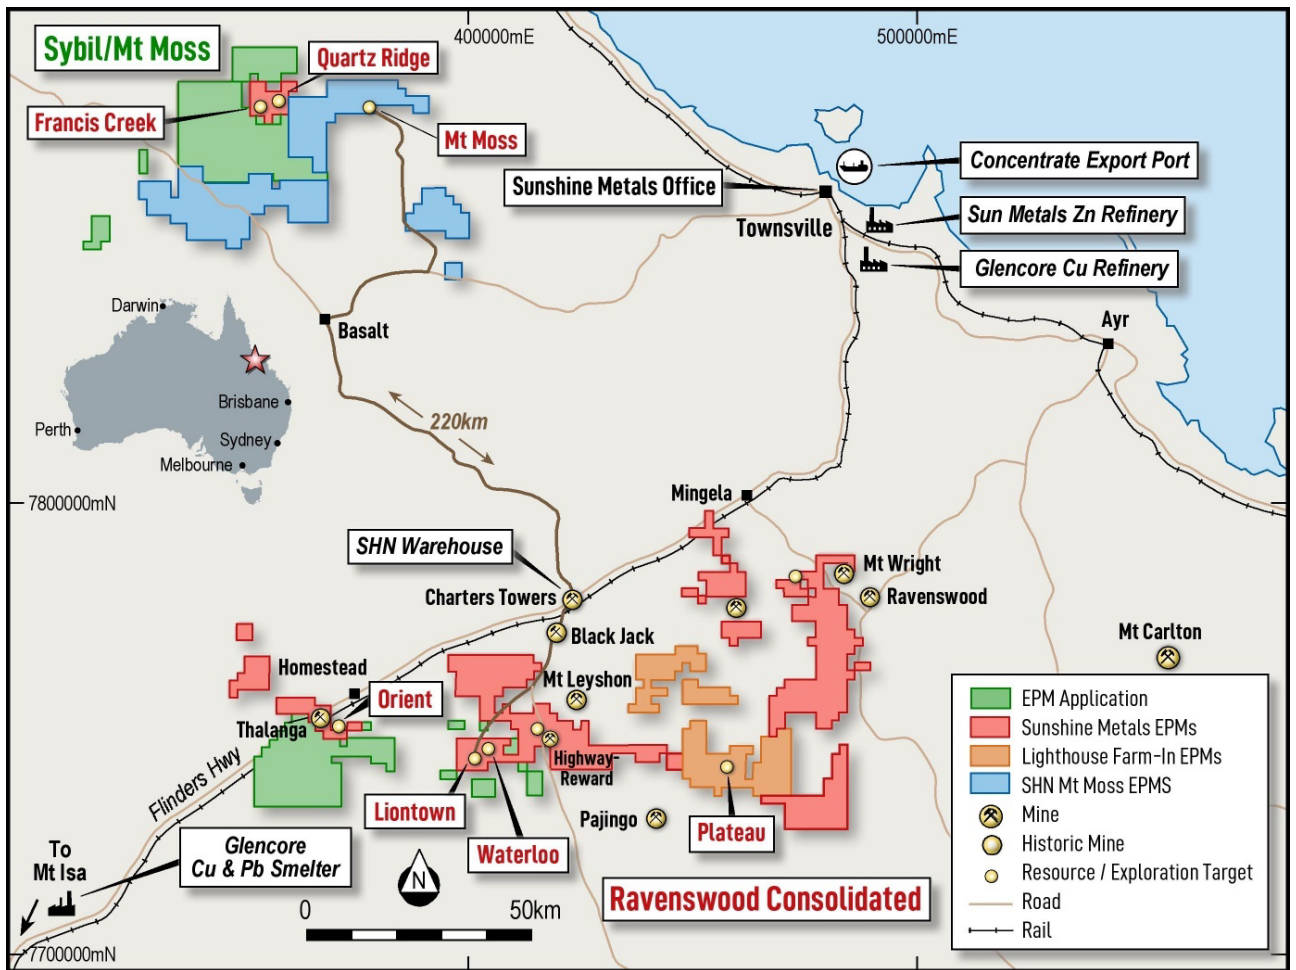 400000mE
500000mE
Sybil/Mt Moss
Quartz Ridge
Francis Creek
Mt Moss
Concentrate Export Port
Sunshine Metals Office
Sun Metals Zn Refinery
Townsville
Glencore Cu Refinery
Darwin
Basalt
Ayr
Brisbane
220km
Perth
Sydney
Melbourne
7800000mN
Mingela
SHN Warehouse
Mt Wright
Charters Towers
Ravenswood
Black Jack
Mt Carlton
Homestead
Mt Leyshon
Orient
Thalanga
Highway-
Reward
Flinders Hwy
Liontown
Pajingo
Plateau
Waterloo
To
Mt Isa
Glencore
Cu & Pb Smelter
N
Ravenswood Consolidated
0
50km
7700000mN
EPM Application
Sunshine Metals EPMs
Lighthouse Farm-In EPMs
SHN Mt Moss EPMS
Mine
Historic Mine
Resource / Exploration Target
Road
Rail